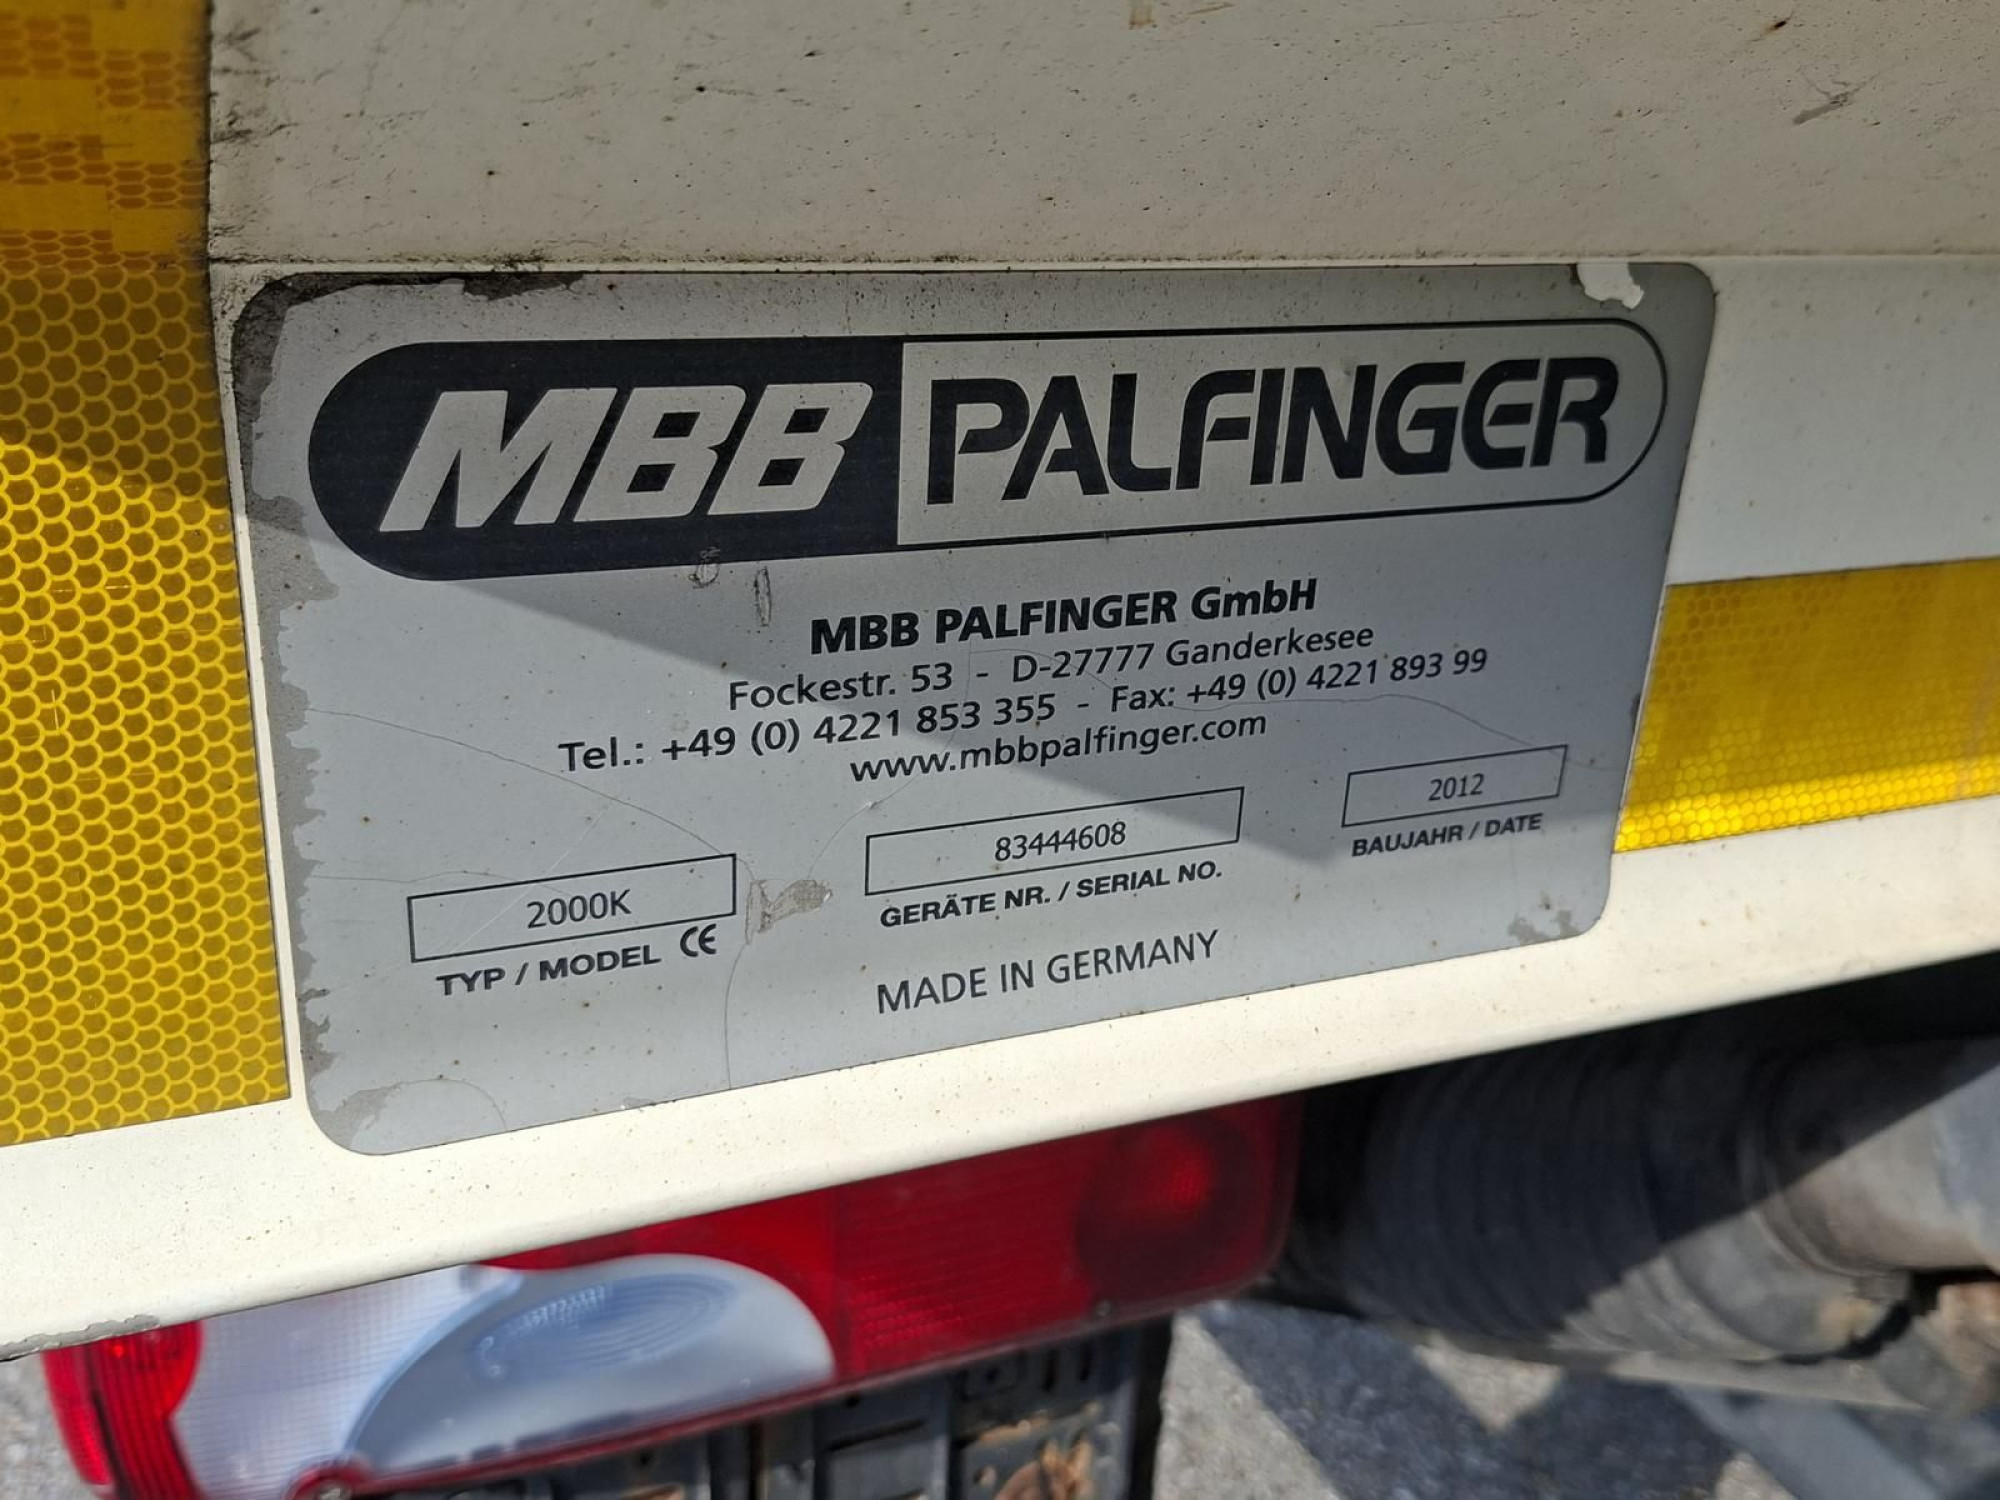 MBB PALFINGER
MBB PALFINGER GmbH
Fockestr. 53 - D-27777 Ganderkesee
Tel.: +49 (0) 4221 853 355 - Fax: +49 (0) 4221 893 99
www.mbbpalfinger.com
2000K 83444608 2012
TYP / MODEL CE GERÄTE NR. / SERIAL NO. BAUJAHR / DATE
MADE IN GERMANY